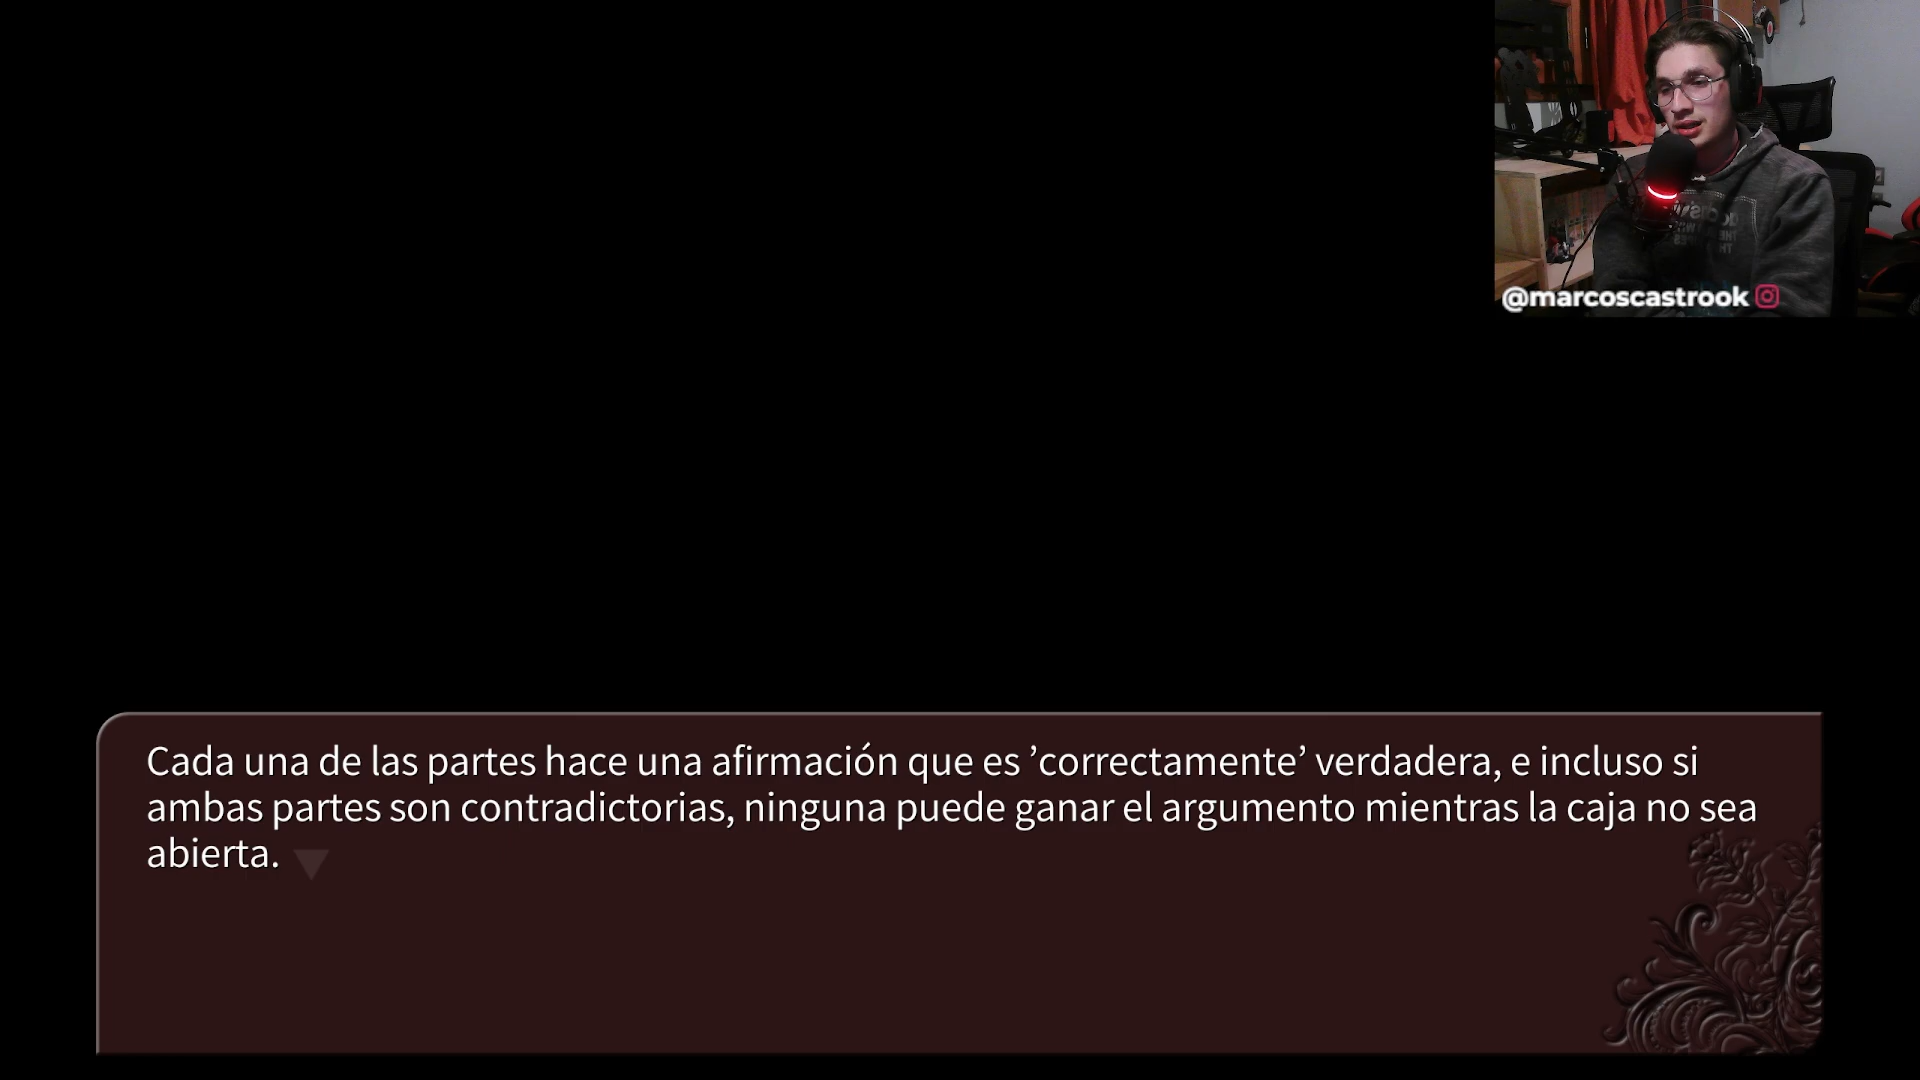 @marcoscastrook
Cada una de las partes hace una afirmación que es ’correctamente’ verdadera, e incluso si
ambas partes son contradictorias, ninguna puede ganar el argumento mientras la caja no sea
abierta.